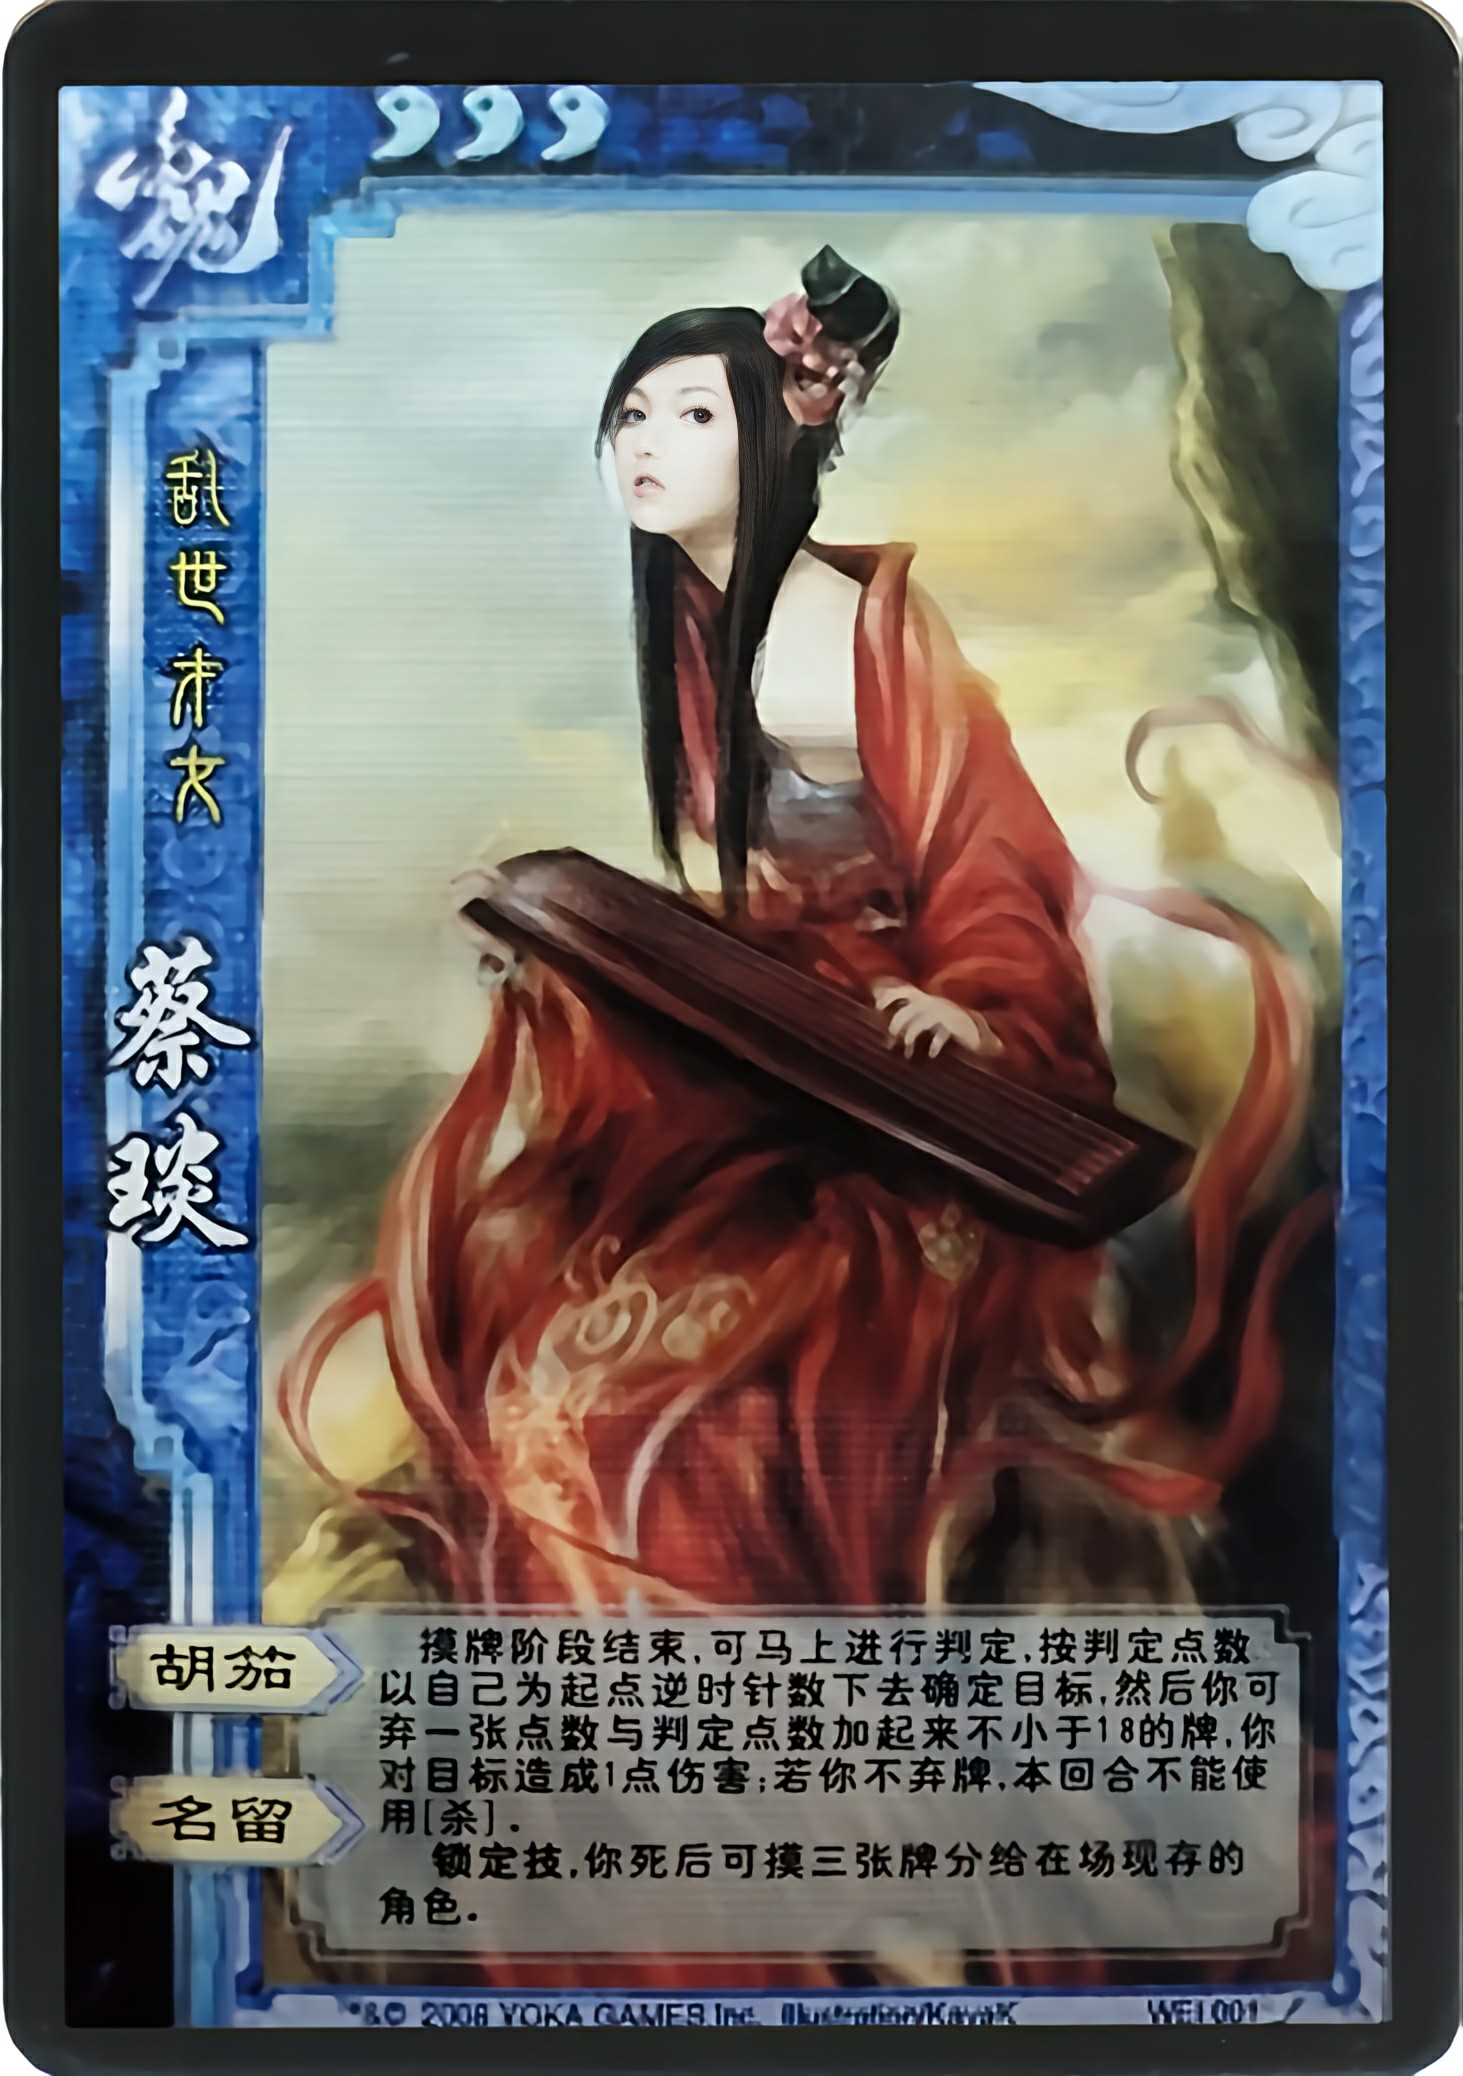 魏
乱世才女
蔡琰
胡笳
摸牌阶段结束,可马上进行判定,按判定点数
以自己为起点逆时针数下去确定目标,然后你可
弃一张点数与判定点数加起来不小于18的牌,你
对目标造成1点伤害;若你不弃牌,本回合不能使
用[杀].
名留
锁定技,你死后可摸三张牌分给在场现存的
角色.
&© 2008 YOKA GAMES,Inc. Illustration/KayaK
WEI 001